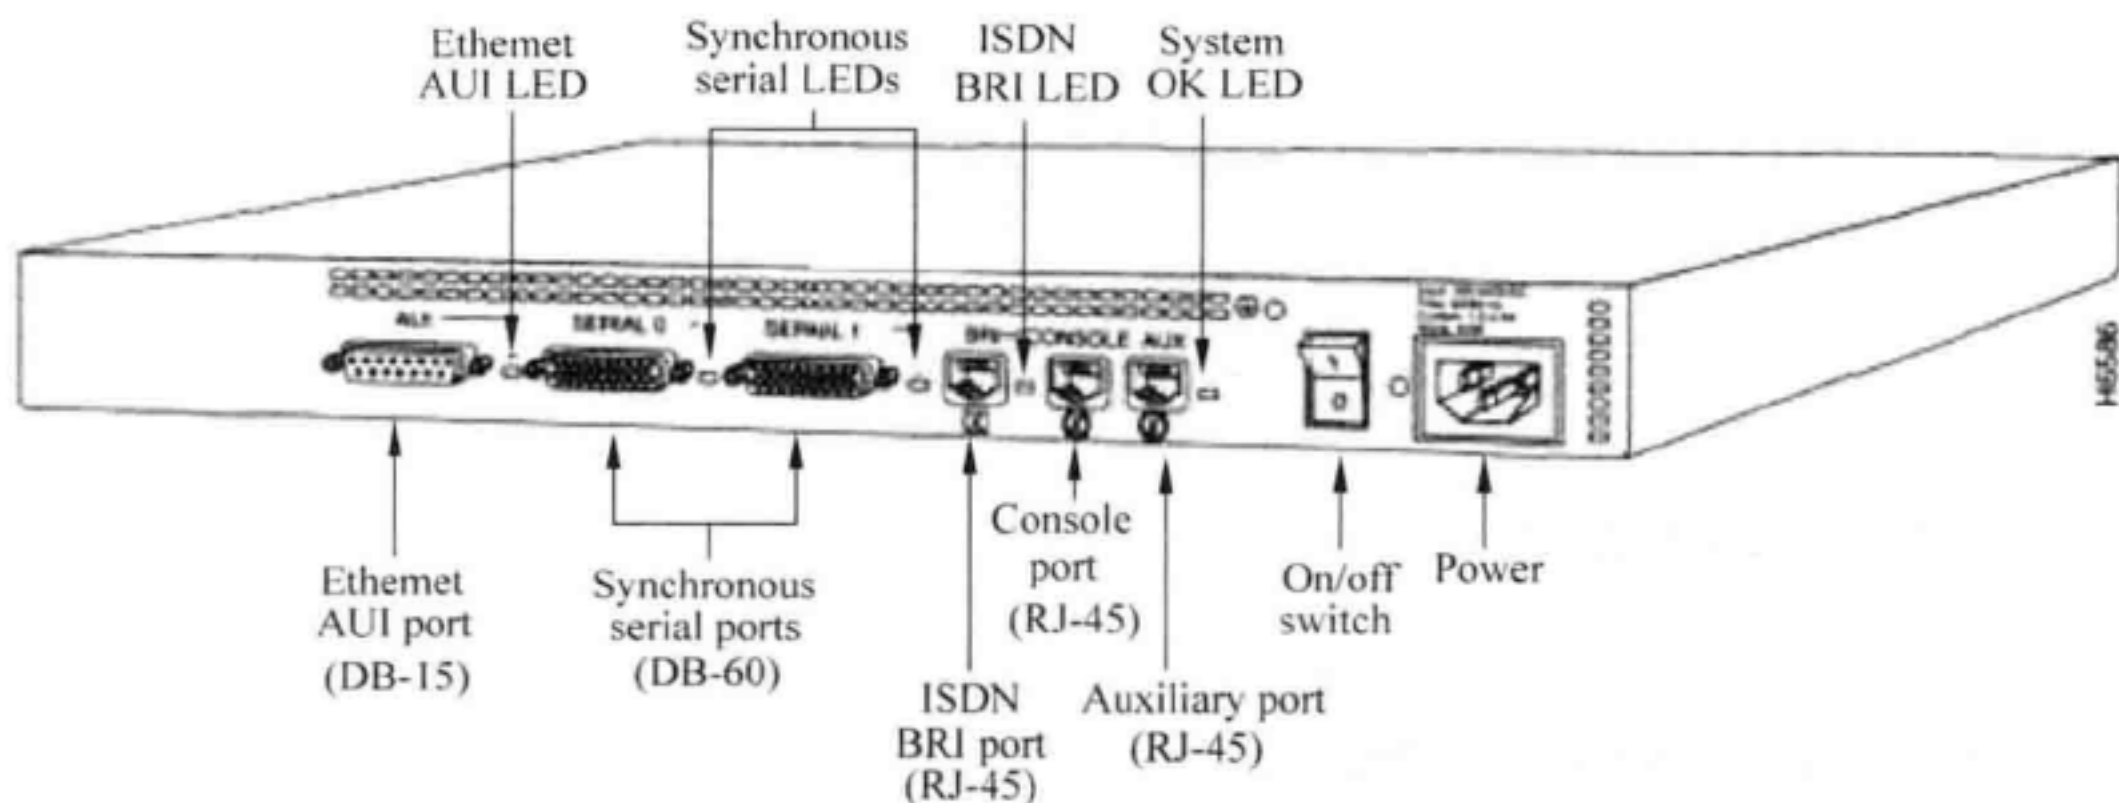 Ethemet
AUI LED
Synchronous
serial LEDs
ISDN
BRI LED
System
OK LED
SERIAL 0
SERIAL 1
BRI
CONSOLE
AUX
H6586
Ethemet
AUI port
(DB-15)
Synchronous
serial ports
(DB-60)
ISDN
BRI port
(RJ-45)
Console
port
(RJ-45)
Auxiliary port
(RJ-45)
On/off
switch
Power